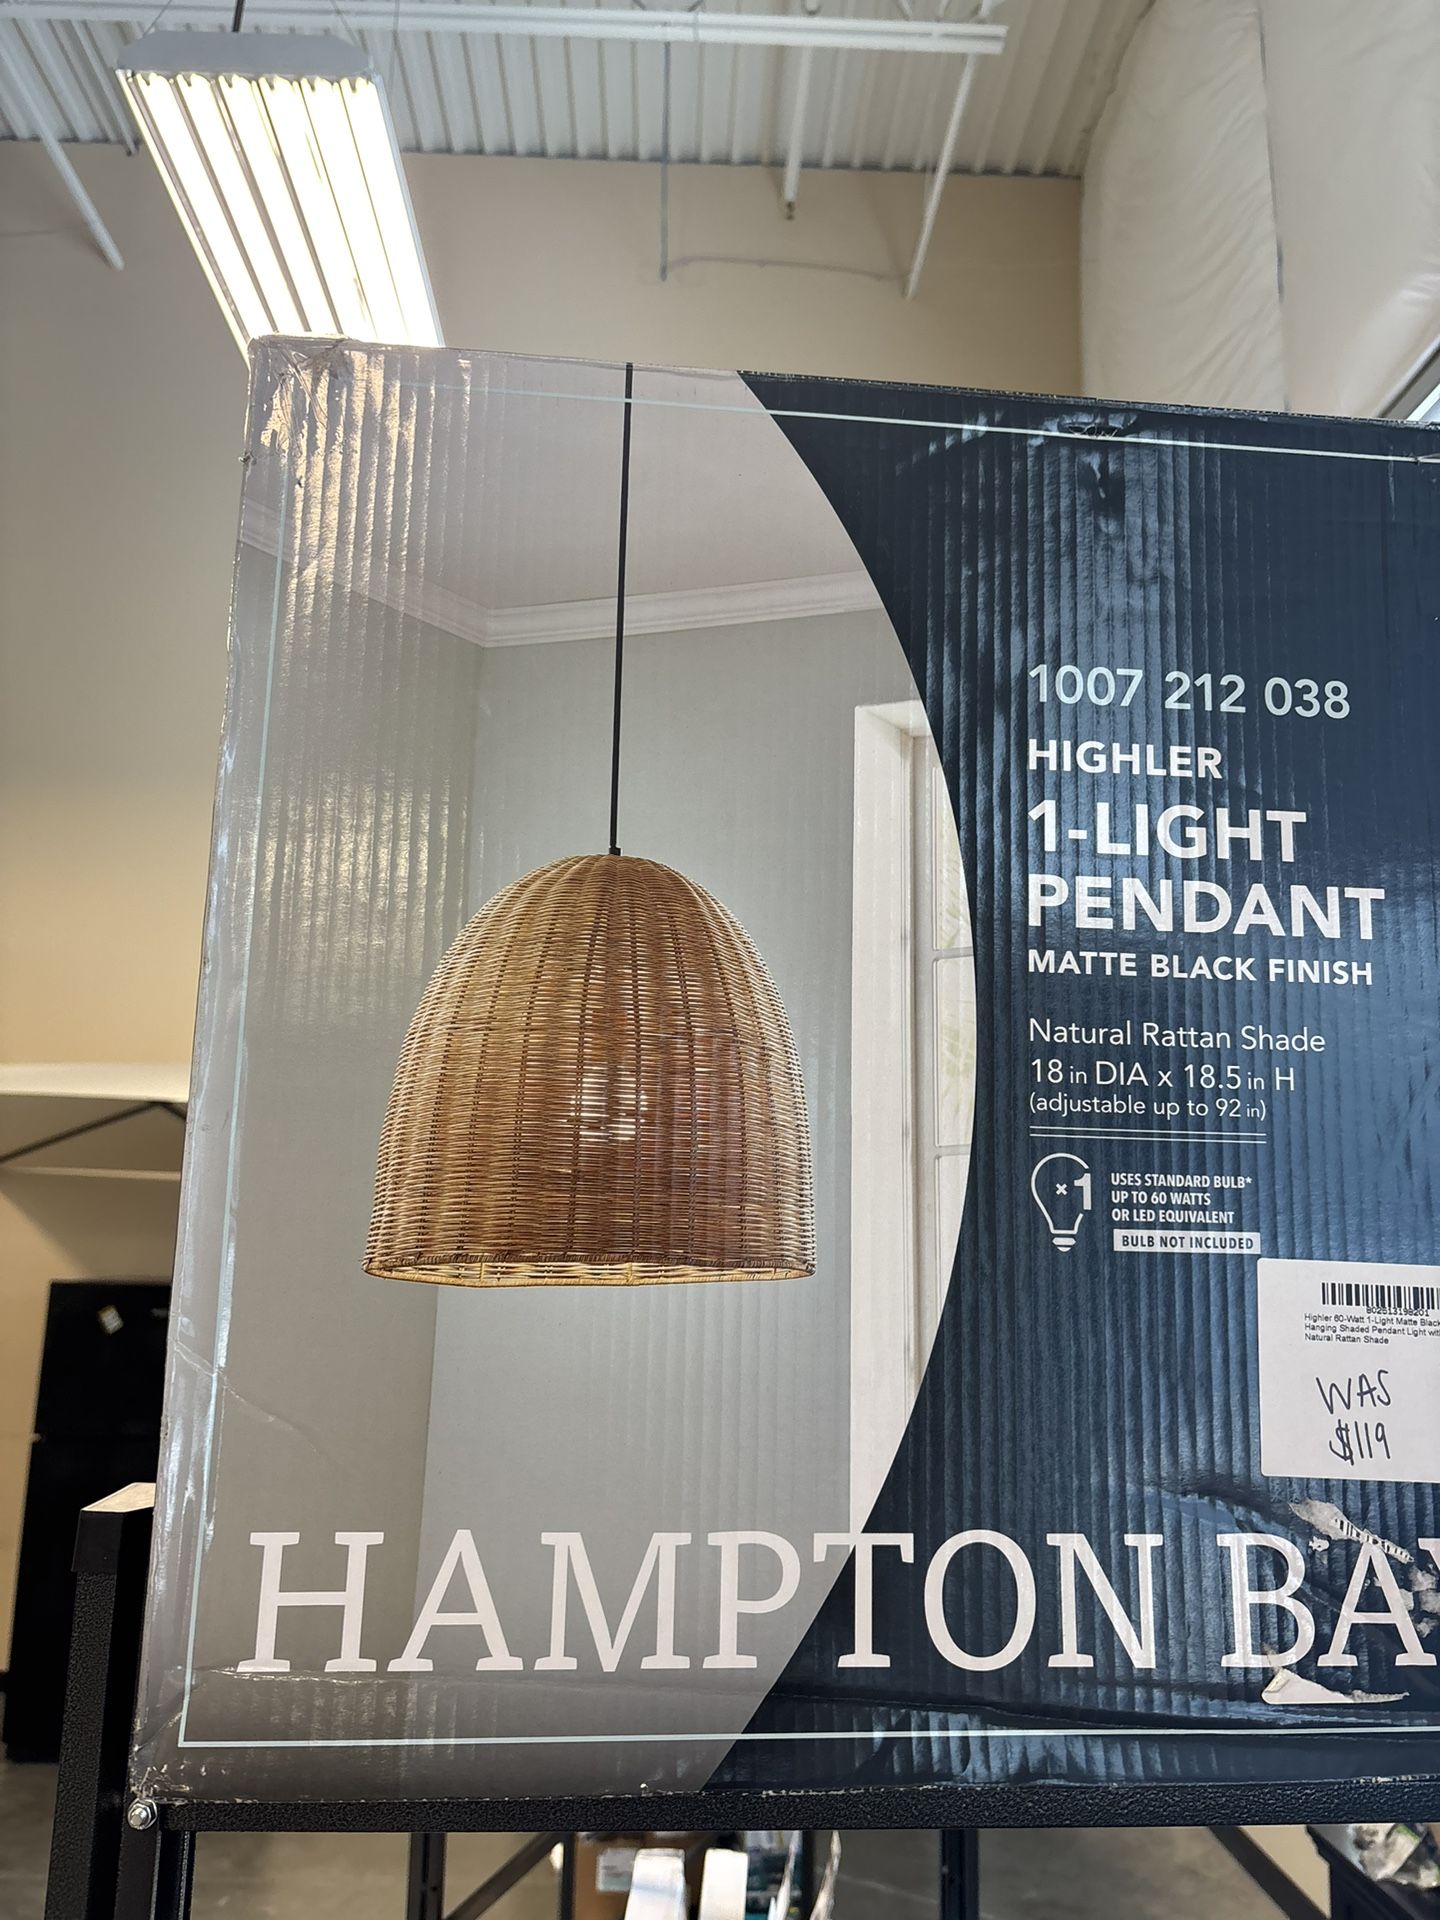 1007 212 038
HIGHLER
1-LIGHT
PENDANT
MATTE BLACK FINISH
Natural Rattan Shade
18 in DIA x 18.5 in H
(adjustable up to 92 in)
×1
USES STANDARD BULB*
UP TO 60 WATTS
OR LED EQUIVALENT
BULB NOT INCLUDED
802513198201
Highler 60-Watt 1-Light Matte Black
Hanging Shaded Pendant Light with
Natural Rattan Shade
WAS
$119
HAMPTON BA